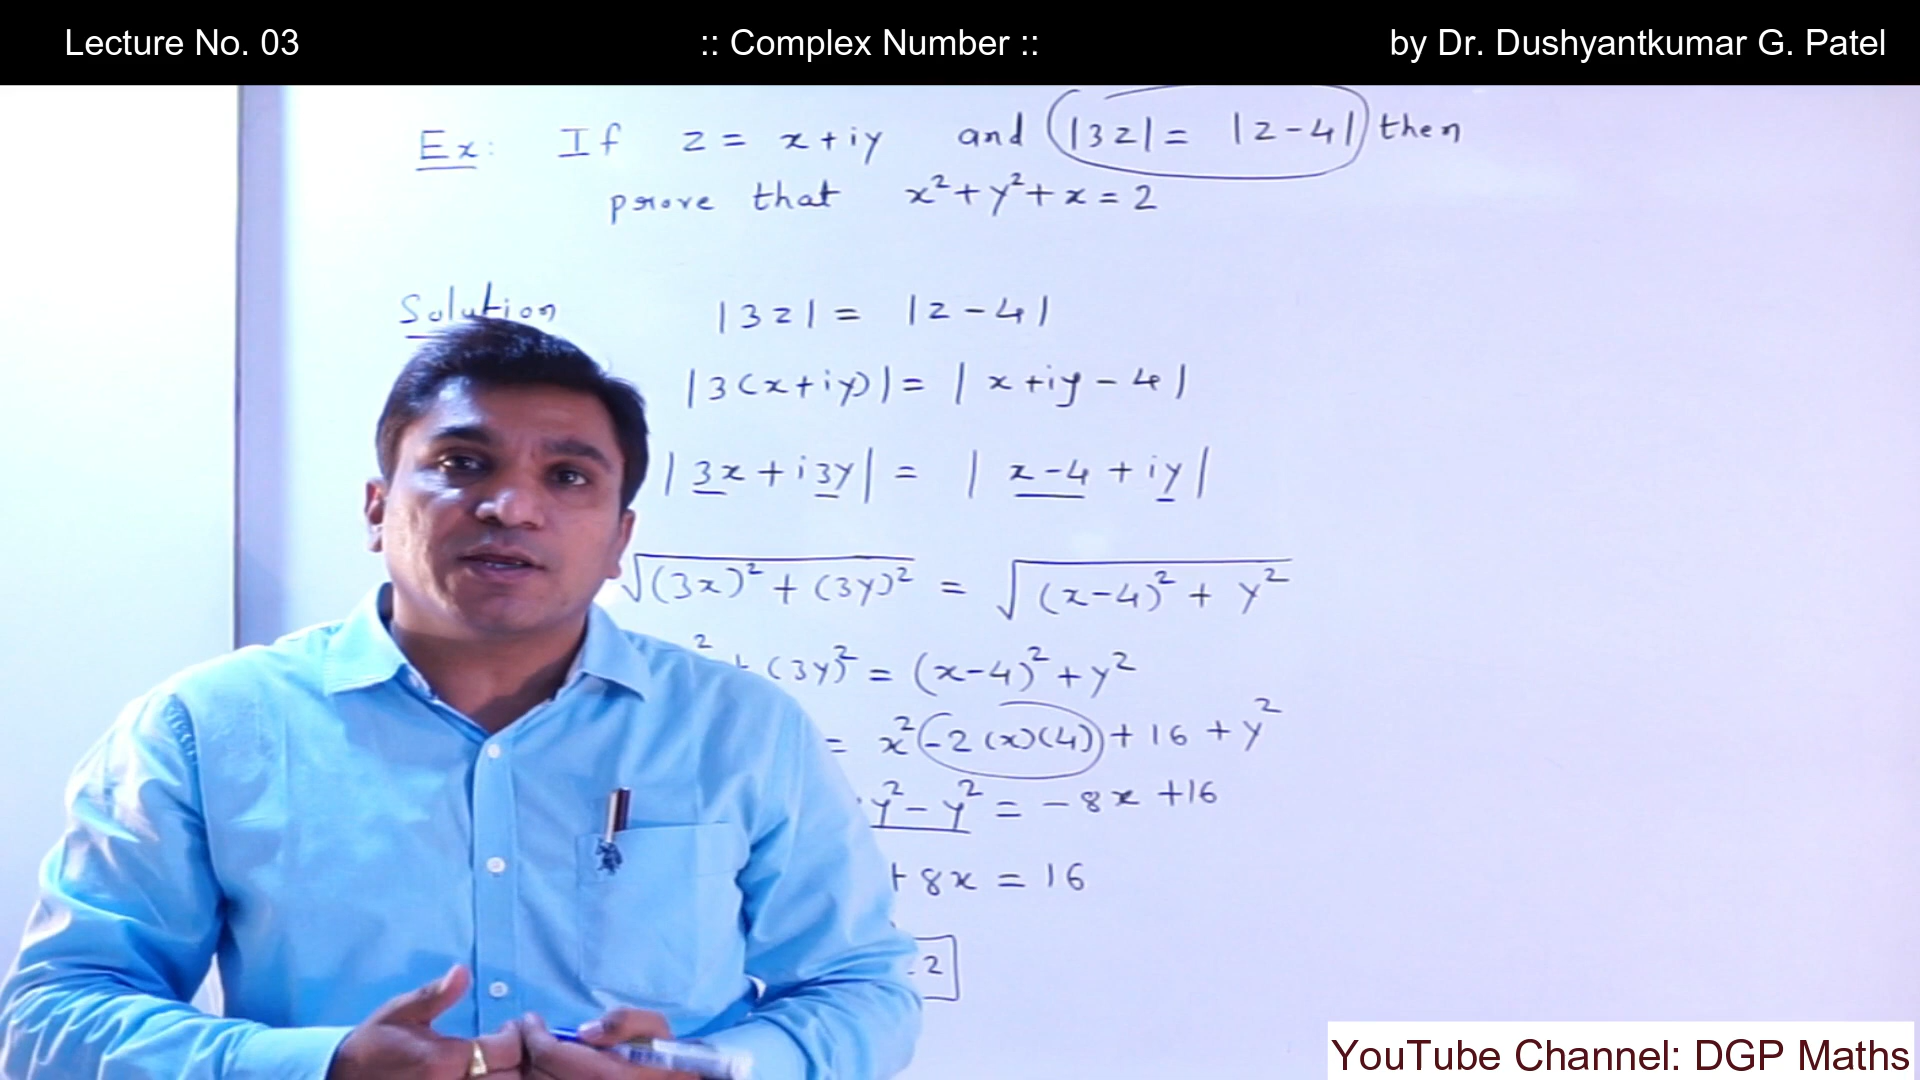 Lecture No. 03 :: Complex Number :: by Dr. Dushyantkumar G. Patel
Ex: If z = x+iy and |3z| = |z-4| then
prove that x²+y²+x = 2
Solution |3z| = |z-4|
|3(x+iy)| = |x+iy-4|
|3x+i3y| = |x-4+iy|
√(3x)²+(3y)² = √(x-4)²+y²
² + (3y)² = (x-4)²+y²
= x²-2(x)(4)+16+y²
y²-y² = -8x+16
+8x = 16
2
YouTube Channel: DGP Maths